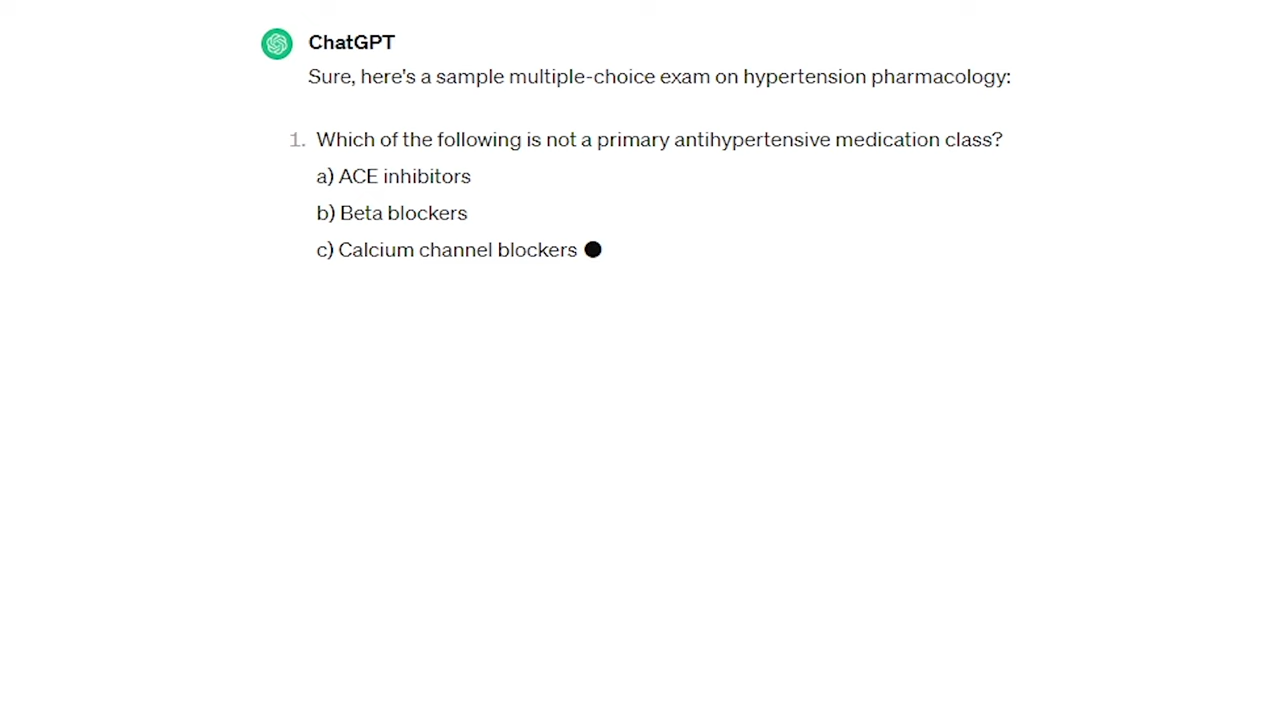 ChatGPT
Sure, here's a sample multiple-choice exam on hypertension pharmacology:
1. Which of the following is not a primary antihypertensive medication class?
a) ACE inhibitors
b) Beta blockers
c) Calcium channel blockers